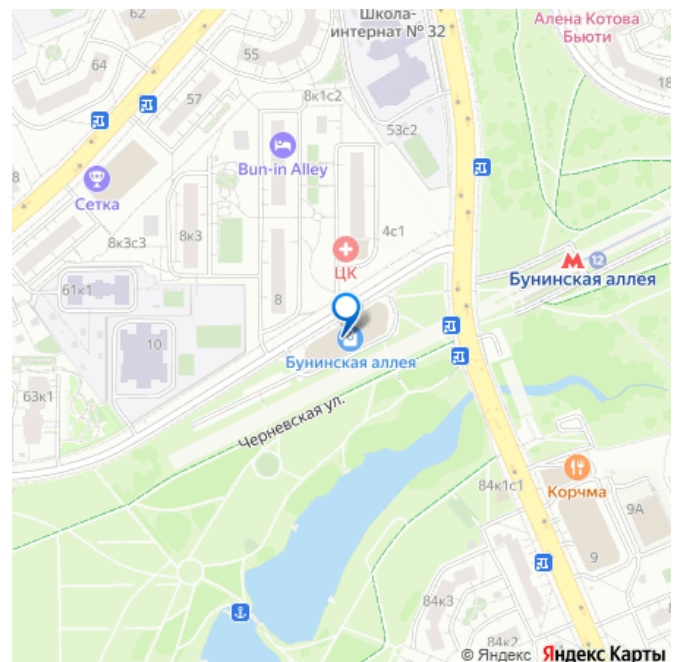 Школа-
интернат № 32
Алена Котова
Бьюти
62
55
64
57
8к1с2
53с2
18
Bun-in Alley
8
Сетка
8к3с3
8к3
4с1
ЦК
М 12
Бунинская аллея
61к1
8
10
Бунинская аллея
63к1
Черневская ул.
Корчма
84к1с1
9А
9
84к3
84к2
© Яндекс Яндекс Карты